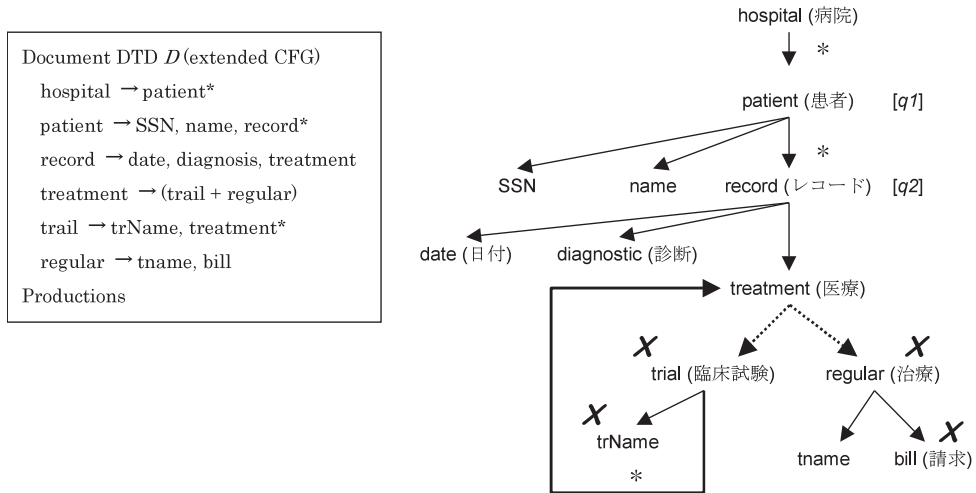 Document DTD D (extended CFG)
hospital → patient*
patient → SSN, name, record*
record → date, diagnosis, treatment
treatment → (trail + regular)
trail → trName, treatment*
regular → tname, bill
Productions
hospital (病院)
*
patient (患者) [q1]
*
SSN name record (レコード) [q2]
date (日付) diagnostic (診断)
treatment (医療)
X X
trial (臨床試験) regular (治療)
X X
trName
tname bill (請求)
*